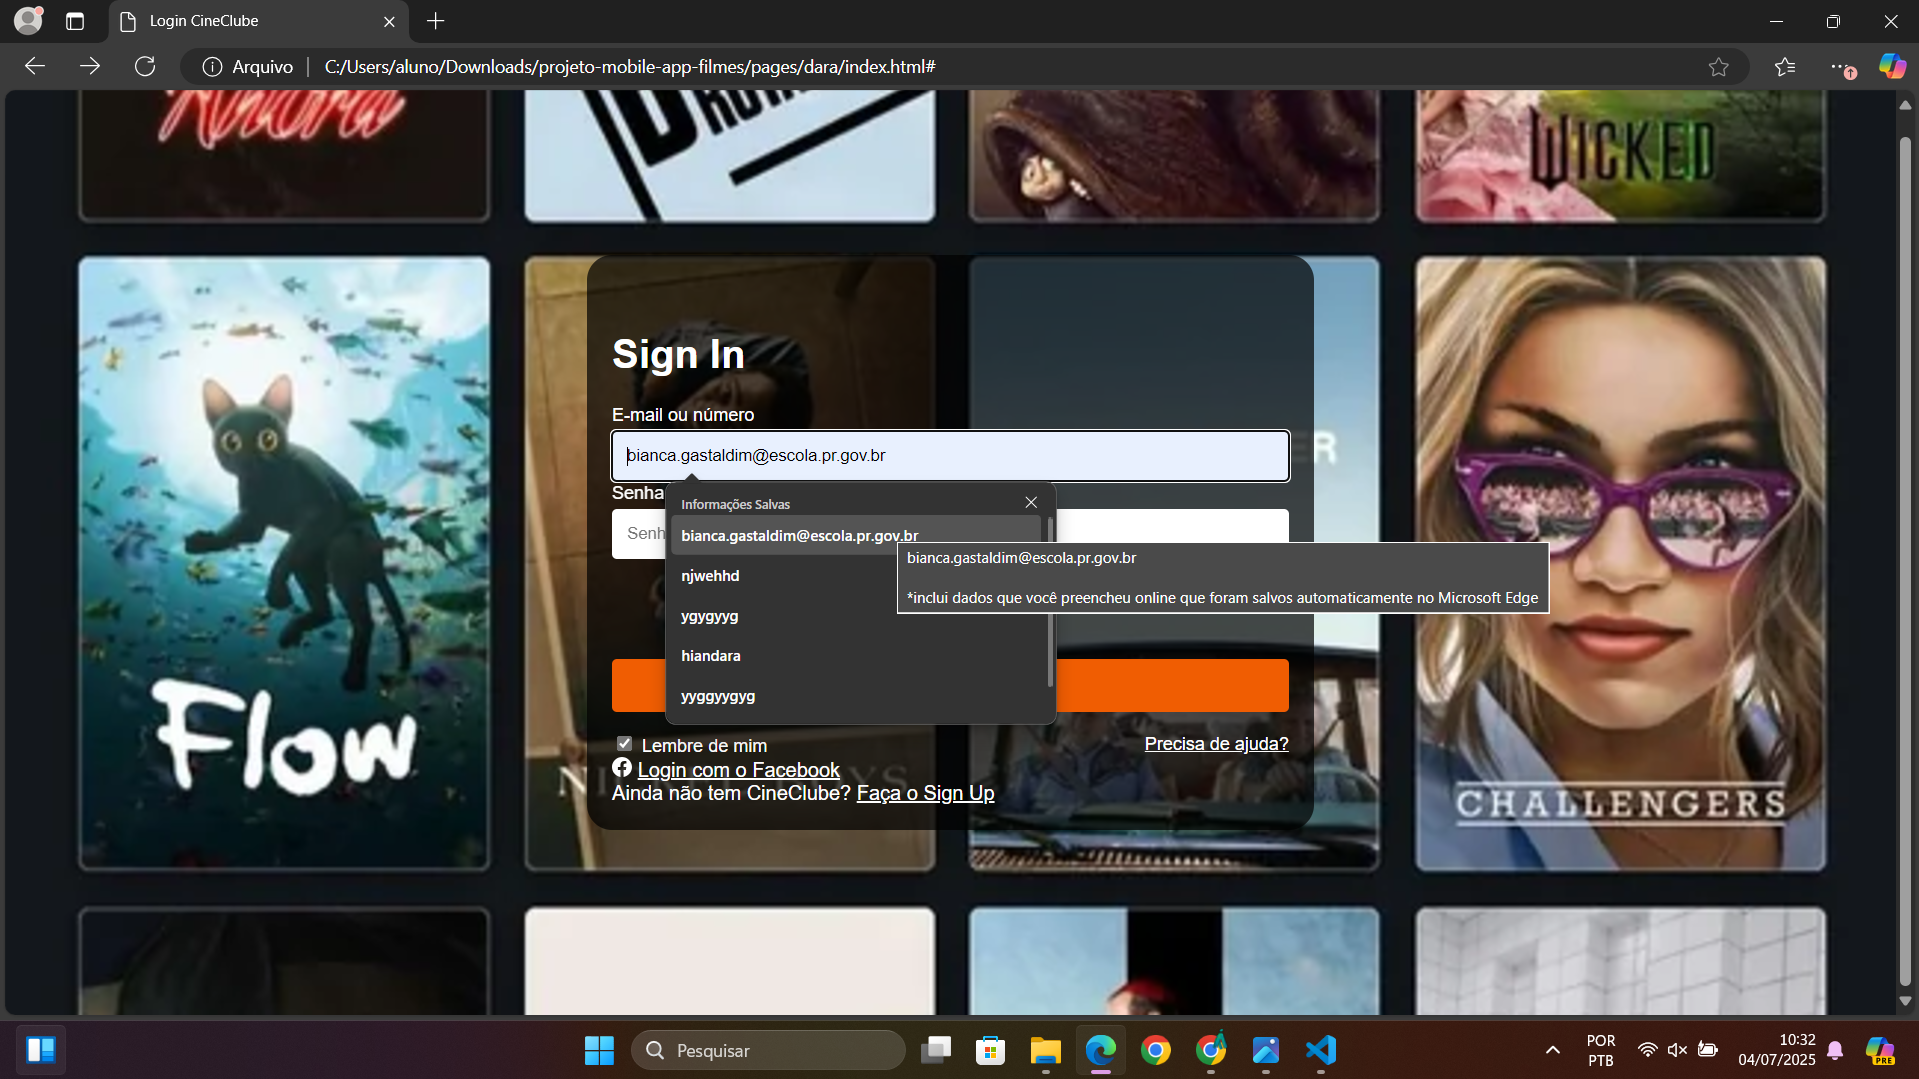 Login CineClube
Arquivo
C:/Users/aluno/Downloads/projeto-mobile-app-filmes/pages/dara/index.html#
WICKED
Sign In
E-mail ou número
bianca.gastaldim@escola.pr.gov.br
ER
Senha
Senh
Informações Salvas
bianca.gastaldim@escola.pr.gov.br
bianca.gastaldim@escola.pr.gov.br
njwehhd
*inclui dados que você preencheu online que foram salvos automaticamente no Microsoft Edge
ygygyyg
hiandara
yyggyygyg
Flow
Lembre de mim
Precisa de ajuda?
Login com o Facebook
Ainda não tem CineClube? Faça o Sign Up
CHALLENGERS
Pesquisar
POR
PTB
10:32
04/07/2025
PRE